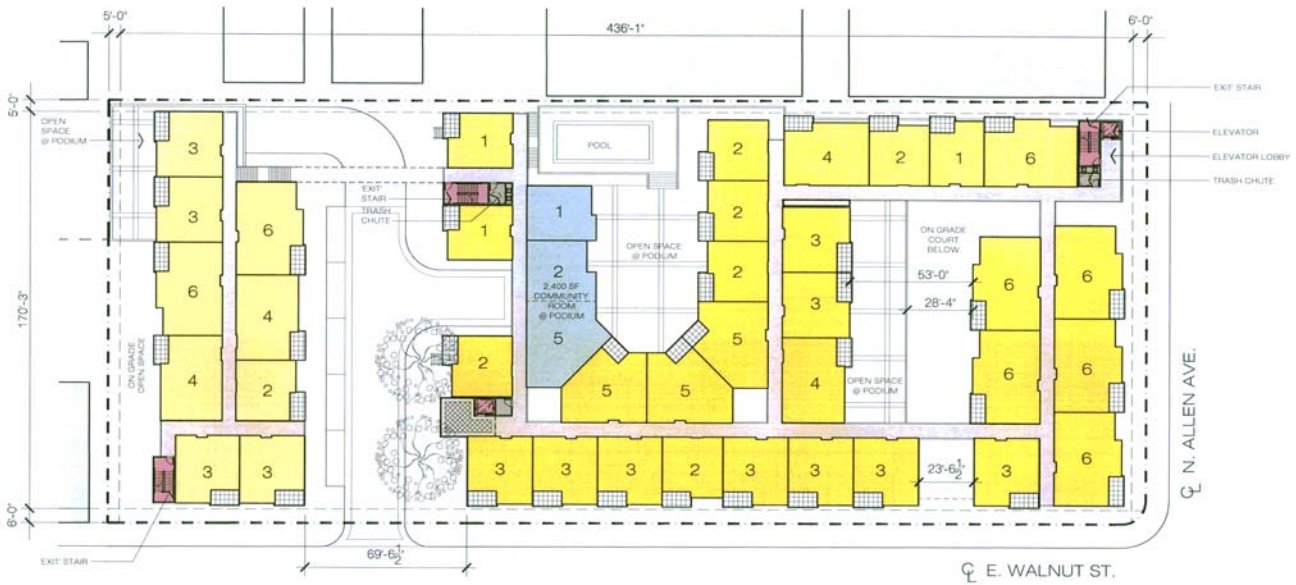 5'-0"
436'-1"
6'-0"
5'-0"
OPEN
SPACE
@ PODIUM
EXIT STAIR
ELEVATOR
ELEVATOR LOBBY
TRASH CHUTE
POOL
3
1
2
4
2
1
6
'EXIT'
STAIR
TRASH
CHUTE
3
6
1
1
2
OPEN SPACE
@ PODIUM
3
ON GRADE
COURT
BELOW
53'-0"
28'-4"
6
4
2
2,400 SF
COMMUNITY
ROOM
@ PODIUM
2
3
6
6
170'-3"
ON GRADE
OPEN SPACE
4
2
2
5
5
5
5
4
OPEN SPACE
@ PODIUM
6
6
3
3
3
3
3
2
3
3
3
23'-6 1/2"
3
6
6'-0"
'EXIT' STAIR
69'-6 1/2"
℄ N. ALLEN AVE.
℄ E. WALNUT ST.